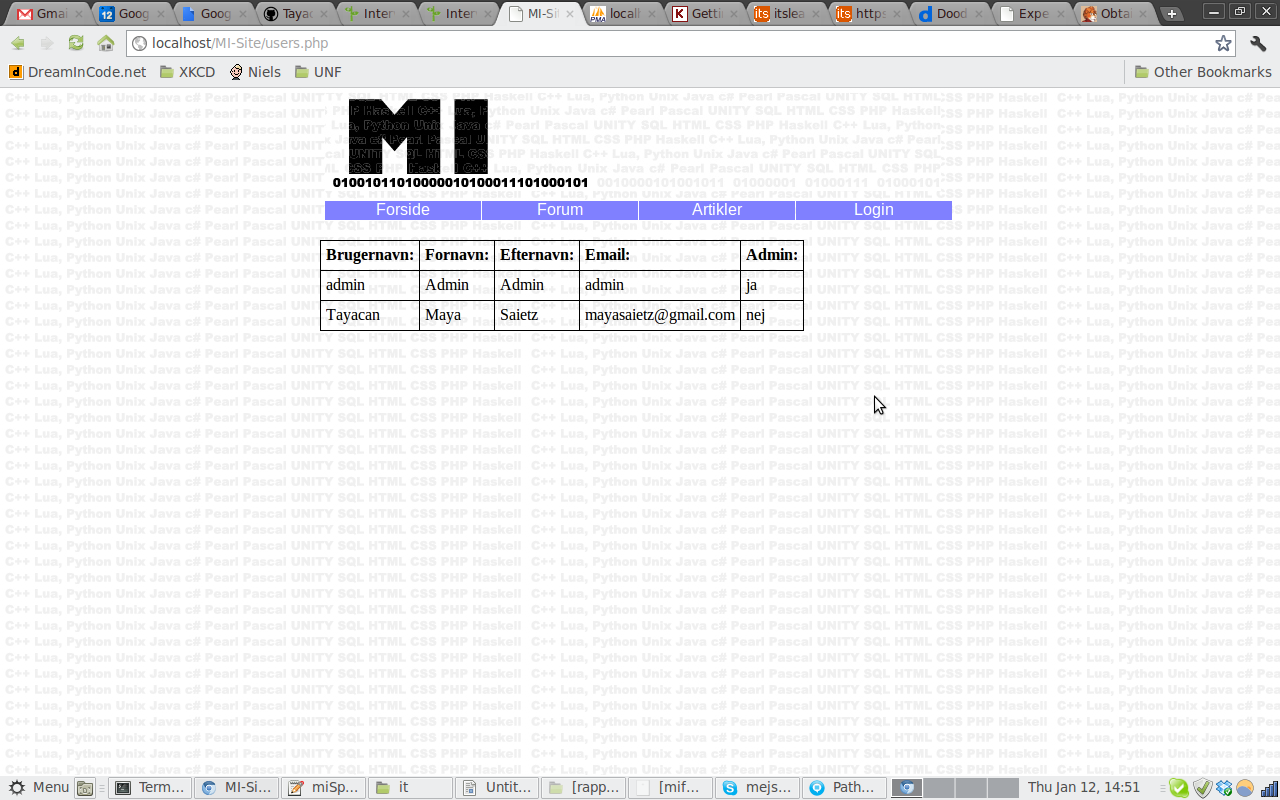 Gmai
Goog
Goog
Taya
Inter
Inter
MI-Si
locall
Getti
itslea
https
Dood
Expe
Obtai
localhost/MI-Site/users.php
DreamInCode.net
XKCD
Niels
UNF
Other Bookmarks
MI
01001011010000010100011101000101
Forside
Forum
Artikler
Login
Brugernavn: Fornavn: Efternavn: Email: Admin:
admin Admin Admin admin ja
Tayacan Maya Saietz mayasaietz@gmail.com nej
C++ Lua, Python Unix Java c# Pearl Pascal UNITY SQL HTML CSS PHP Haskell
Menu
Term...
MI-Si...
miSp...
it
Untit...
[rapp...
[mif...
mejs...
Path...
Thu Jan 12, 14:51